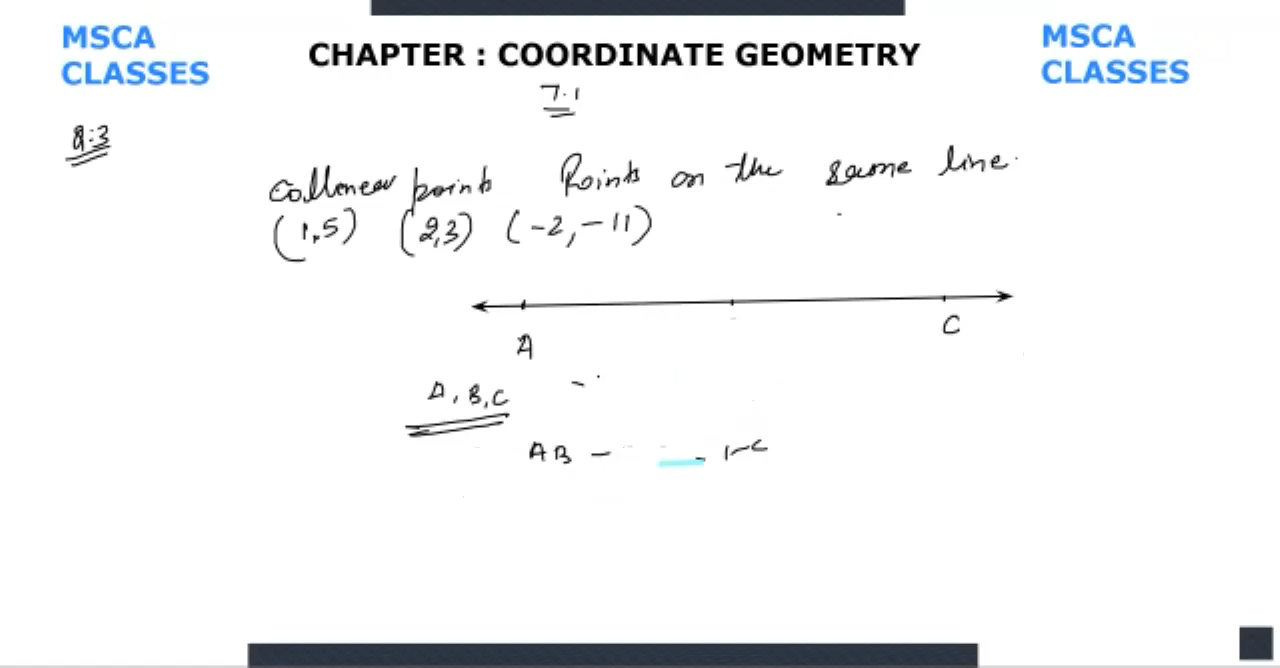 MSCA
CLASSES
CHAPTER : COORDINATE GEOMETRY
MSCA
CLASSES
7.1
Q:3
Collinear points Points on the same line.
(1,5) (2,3) (-2,-11)
A
C
A, B, C
AB -